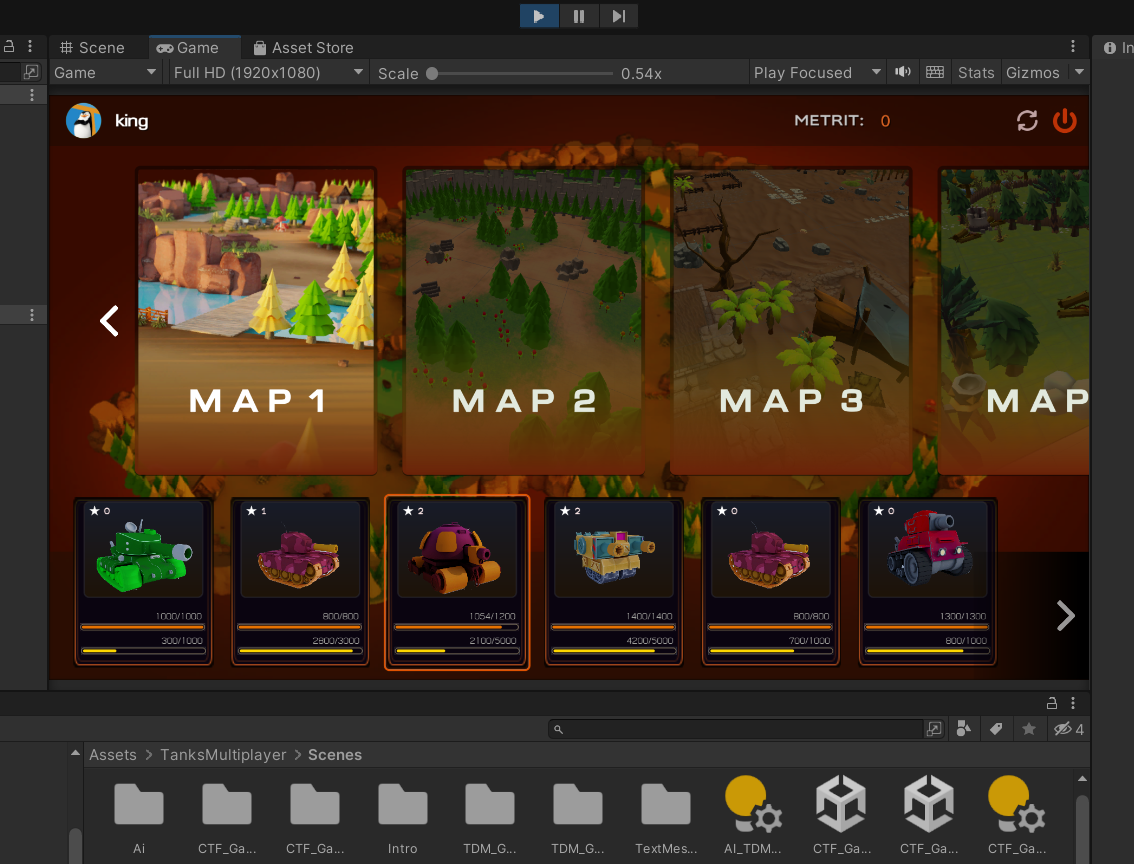 Scene Game Asset Store In
Game Full HD (1920x1080) Scale 0.54x Play Focused Stats Gizmos
king METRIT: 0
MAP 1 MAP 2 MAP 3 MAP
0 1 2 2 0 0
1000/1000 800/800 1054/1200 1400/1400 800/800 1300/1300
300/1000 2800/3000 2100/5000 4200/5000 700/1000 800/1000
4
Assets > TanksMultiplayer > Scenes
Ai CTF_Ga... CTF_Ga... Intro TDM_G... TDM_G... TextMes... AI_TDM... CTF_Ga... CTF_Ga... CTF_Ga...